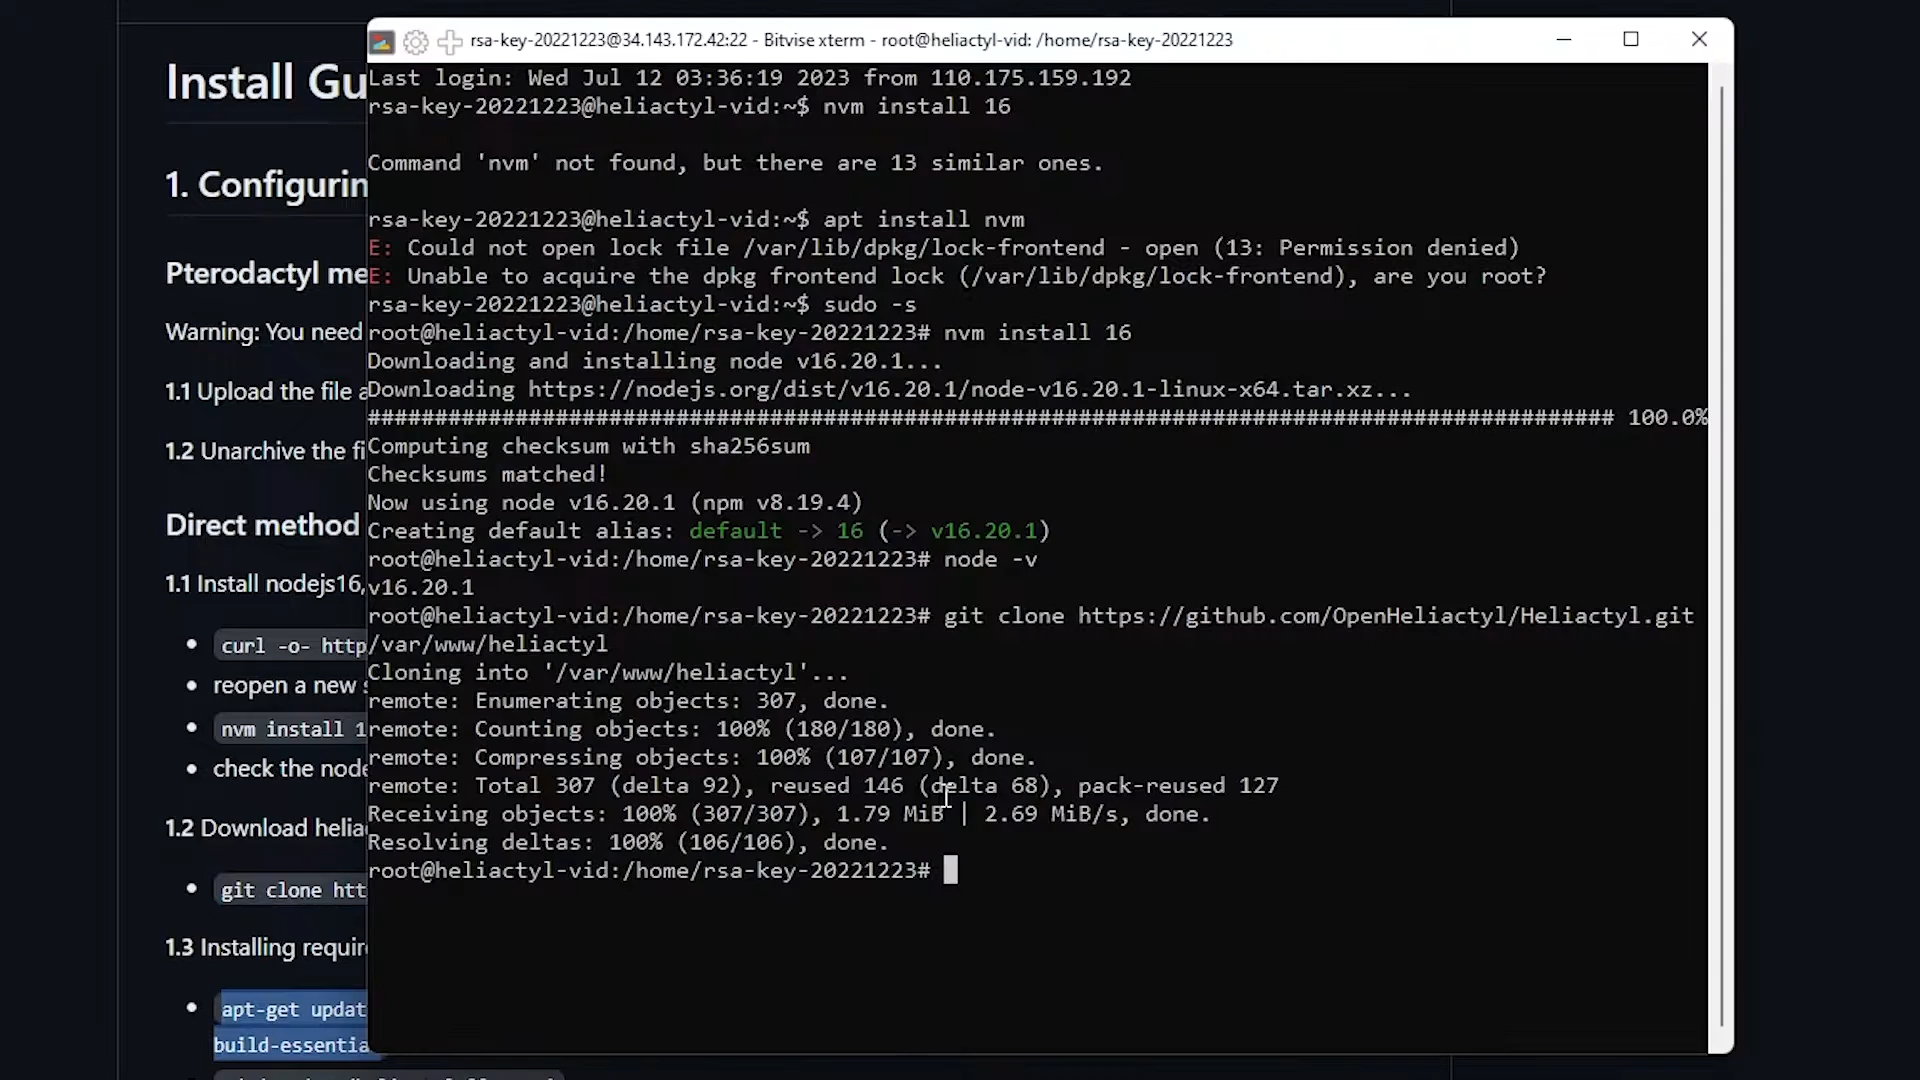 rsa-key-20221223@34.143.172.42:22 - Bitvise xterm - root@heliactyl-vid: /home/rsa-key-20221223
Install Gu
1. Configurin
Pterodactyl me
Warning: You need
1.1 Upload the file a
1.2 Unarchive the fi
Direct method
1.1 Install nodejs16,
curl -o- http
reopen a new s
nvm install 1
check the node
1.2 Download helia
git clone htt
1.3 Installing require
apt-get updat
build-essentia
Last login: Wed Jul 12 03:36:19 2023 from 110.175.159.192
rsa-key-20221223@heliactyl-vid:~$ nvm install 16
Command 'nvm' not found, but there are 13 similar ones.
rsa-key-20221223@heliactyl-vid:~$ apt install nvm
E: Could not open lock file /var/lib/dpkg/lock-frontend - open (13: Permission denied)
E: Unable to acquire the dpkg frontend lock (/var/lib/dpkg/lock-frontend), are you root?
rsa-key-20221223@heliactyl-vid:~$ sudo -s
root@heliactyl-vid:/home/rsa-key-20221223# nvm install 16
Downloading and installing node v16.20.1...
Downloading https://nodejs.org/dist/v16.20.1/node-v16.20.1-linux-x64.tar.xz...
############################################################################################# 100.0%
Computing checksum with sha256sum
Checksums matched!
Now using node v16.20.1 (npm v8.19.4)
Creating default alias: default -> 16 (-> v16.20.1)
root@heliactyl-vid:/home/rsa-key-20221223# node -v
v16.20.1
root@heliactyl-vid:/home/rsa-key-20221223# git clone https://github.com/OpenHeliactyl/Heliactyl.git
/var/www/heliactyl
Cloning into '/var/www/heliactyl'...
remote: Enumerating objects: 307, done.
remote: Counting objects: 100% (180/180), done.
remote: Compressing objects: 100% (107/107), done.
remote: Total 307 (delta 92), reused 146 (delta 68), pack-reused 127
Receiving objects: 100% (307/307), 1.79 MiB | 2.69 MiB/s, done.
Resolving deltas: 100% (106/106), done.
root@heliactyl-vid:/home/rsa-key-20221223#